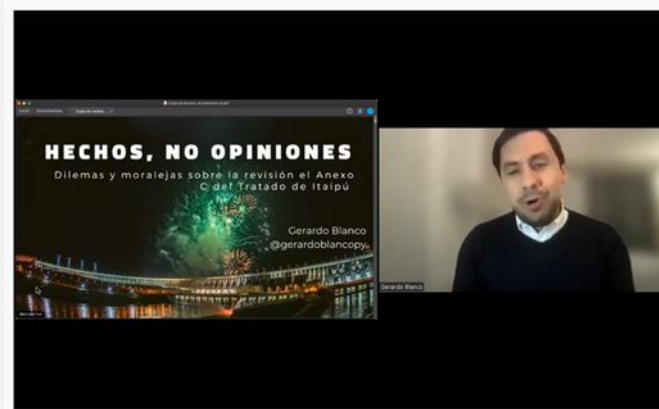 HECHOS, NO OPINIONES
Dilemas y moralejas sobre la revisión el Anexo
C del Tratado de Itaipú
Gerardo Blanco
@gerardoblancopy
Gerardo Blanco